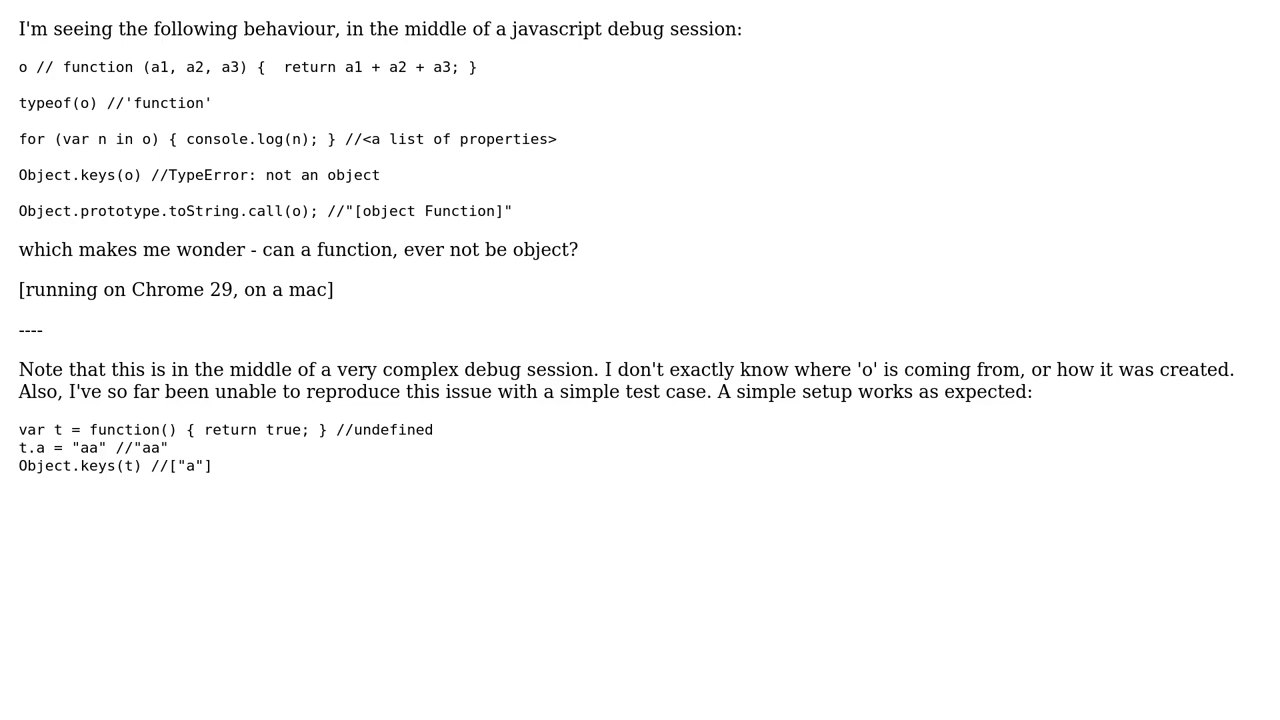 I'm seeing the following behaviour, in the middle of a javascript debug session:
o // function (a1, a2, a3) {  return a1 + a2 + a3; }
typeof(o) //'function'
for (var n in o) { console.log(n); } //<a list of properties>
Object.keys(o) //TypeError: not an object
Object.prototype.toString.call(o); //"[object Function]"
which makes me wonder - can a function, ever not be object?
[running on Chrome 29, on a mac]
----
Note that this is in the middle of a very complex debug session. I don't exactly know where 'o' is coming from, or how it was created.
Also, I've so far been unable to reproduce this issue with a simple test case. A simple setup works as expected:
var t = function() { return true; } //undefined
t.a = "aa" //"aa"
Object.keys(t) //["a"]